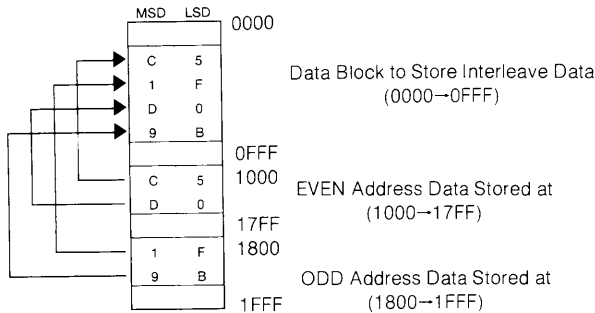 MSD LSD
0000
C 5
1 F
D 0
9 B
Data Block to Store Interleave Data
(0000→0FFF)
0FFF
1000
C 5
D 0
EVEN Address Data Stored at
(1000→17FF)
17FF
1800
1 F
9 B
ODD Address Data Stored at
(1800→1FFF)
1FFF